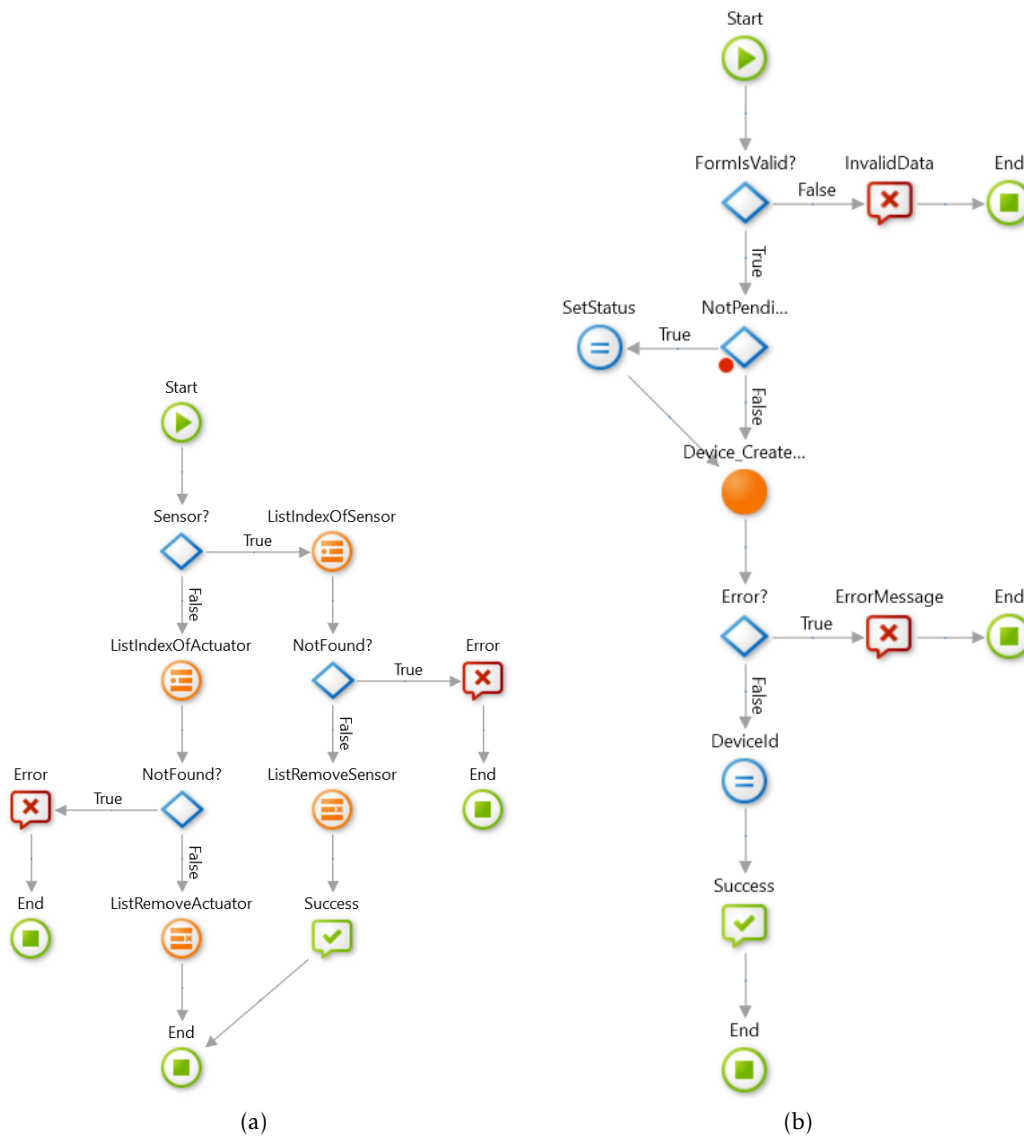 Start
Sensor?
True
ListIndexOfSensor
False
ListIndexOfActuator
NotFound?
True
Error
False
Error
True
NotFound?
ListRemoveSensor
End
False
End
ListRemoveActuator
Success
End
(a)
Start
FormIsValid?
False
InvalidData
End
True
SetStatus
True
NotPendi...
False
Device_Create...
Error?
True
ErrorMessage
End
False
DeviceId
Success
End
(b)